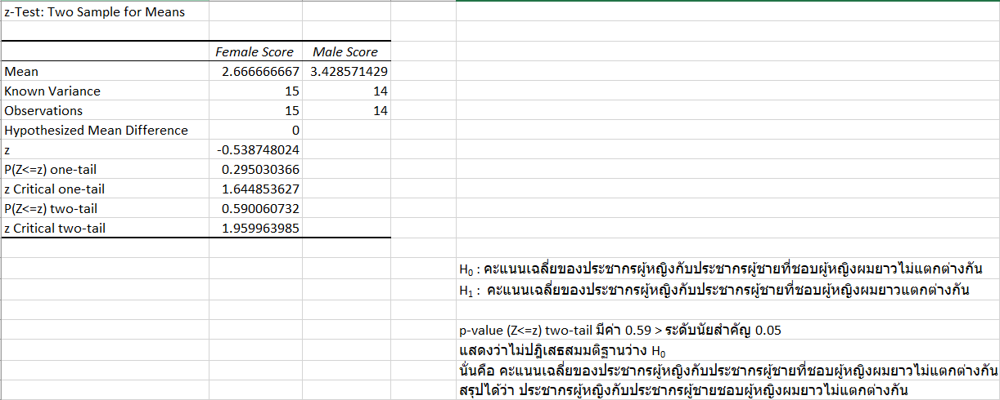 z-Test: Two Sample for Means
Female Score Male Score
Mean 2.666666667 3.428571429
Known Variance 15 14
Observations 15 14
Hypothesized Mean Difference 0
z -0.538748024
P(Z<=z) one-tail 0.295030366
z Critical one-tail 1.644853627
P(Z<=z) two-tail 0.590060732
z Critical two-tail 1.959963985
H₀ : คะแนนเฉลี่ยของประชากรผู้หญิงกับประชากรผู้ชายที่ชอบผู้หญิงผมยาวไม่แตกต่างกัน
H₁ : คะแนนเฉลี่ยของประชากรผู้หญิงกับประชากรผู้ชายที่ชอบผู้หญิงผมยาวแตกต่างกัน
p-value (Z<=z) two-tail มีค่า 0.59 > ระดับนัยสำคัญ 0.05
แสดงว่าไม่ปฎิเสธสมมติฐานว่าง H₀
นั่นคือ คะแนนเฉลี่ยของประชากรผู้หญิงกับประชากรผู้ชายที่ชอบผู้หญิงผมยาวไม่แตกต่างกัน
สรุปได้ว่า ประชากรผู้หญิงกับประชากรผู้ชายชอบผู้หญิงผมยาวไม่แตกต่างกัน